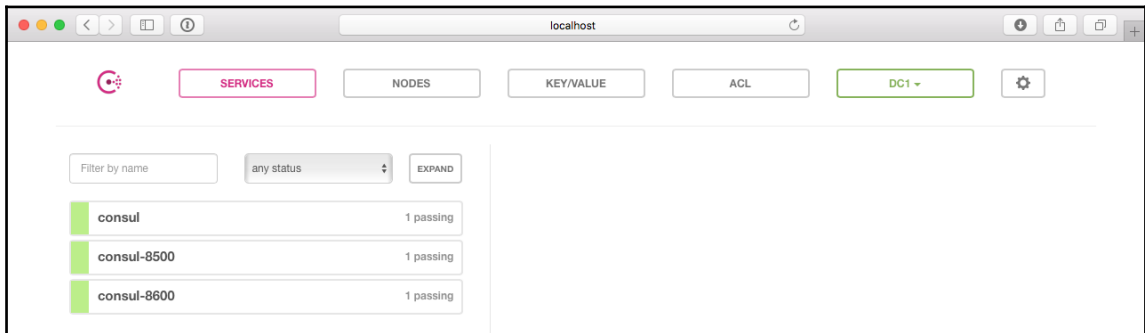 localhost
SERVICES NODES KEY/VALUE ACL DC1
Filter by name any status EXPAND
consul 1 passing
consul-8500 1 passing
consul-8600 1 passing